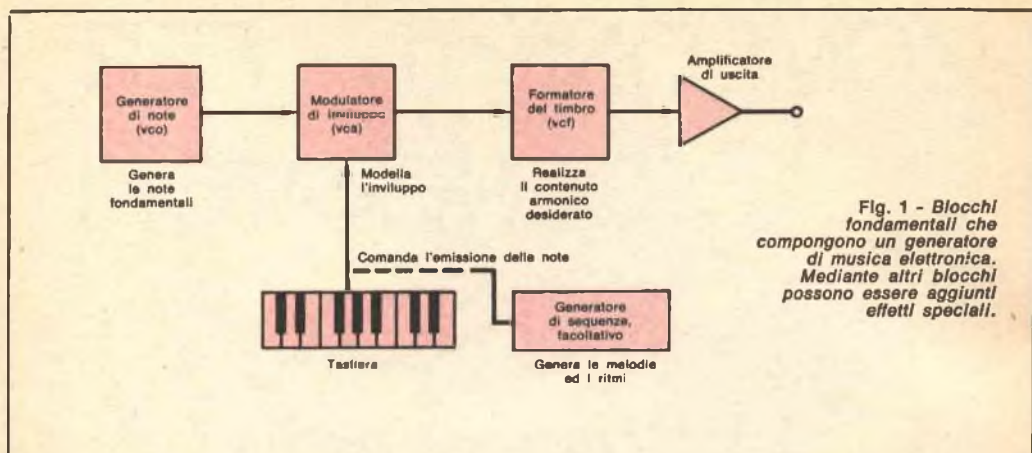 Generatore
di note
(vco)
Genera
le note
fondamentali
Modulatore
di inviluppo
(vca)
Modella
l'inviluppo
Formatore
del timbro
(vcf)
Realizza
il contenuto
armonico
desiderato
Amplificatore
di uscita
Comanda l'emissione delle note
Tastiera
Generatore
di sequenze,
facoltativo
Genera le melodie
ed i ritmi
Fig. 1 - Blocchi
fondamentali che
compongono un generatore
di musica elettronica.
Mediante altri blocchi
possono essere aggiunti
effetti speciali.